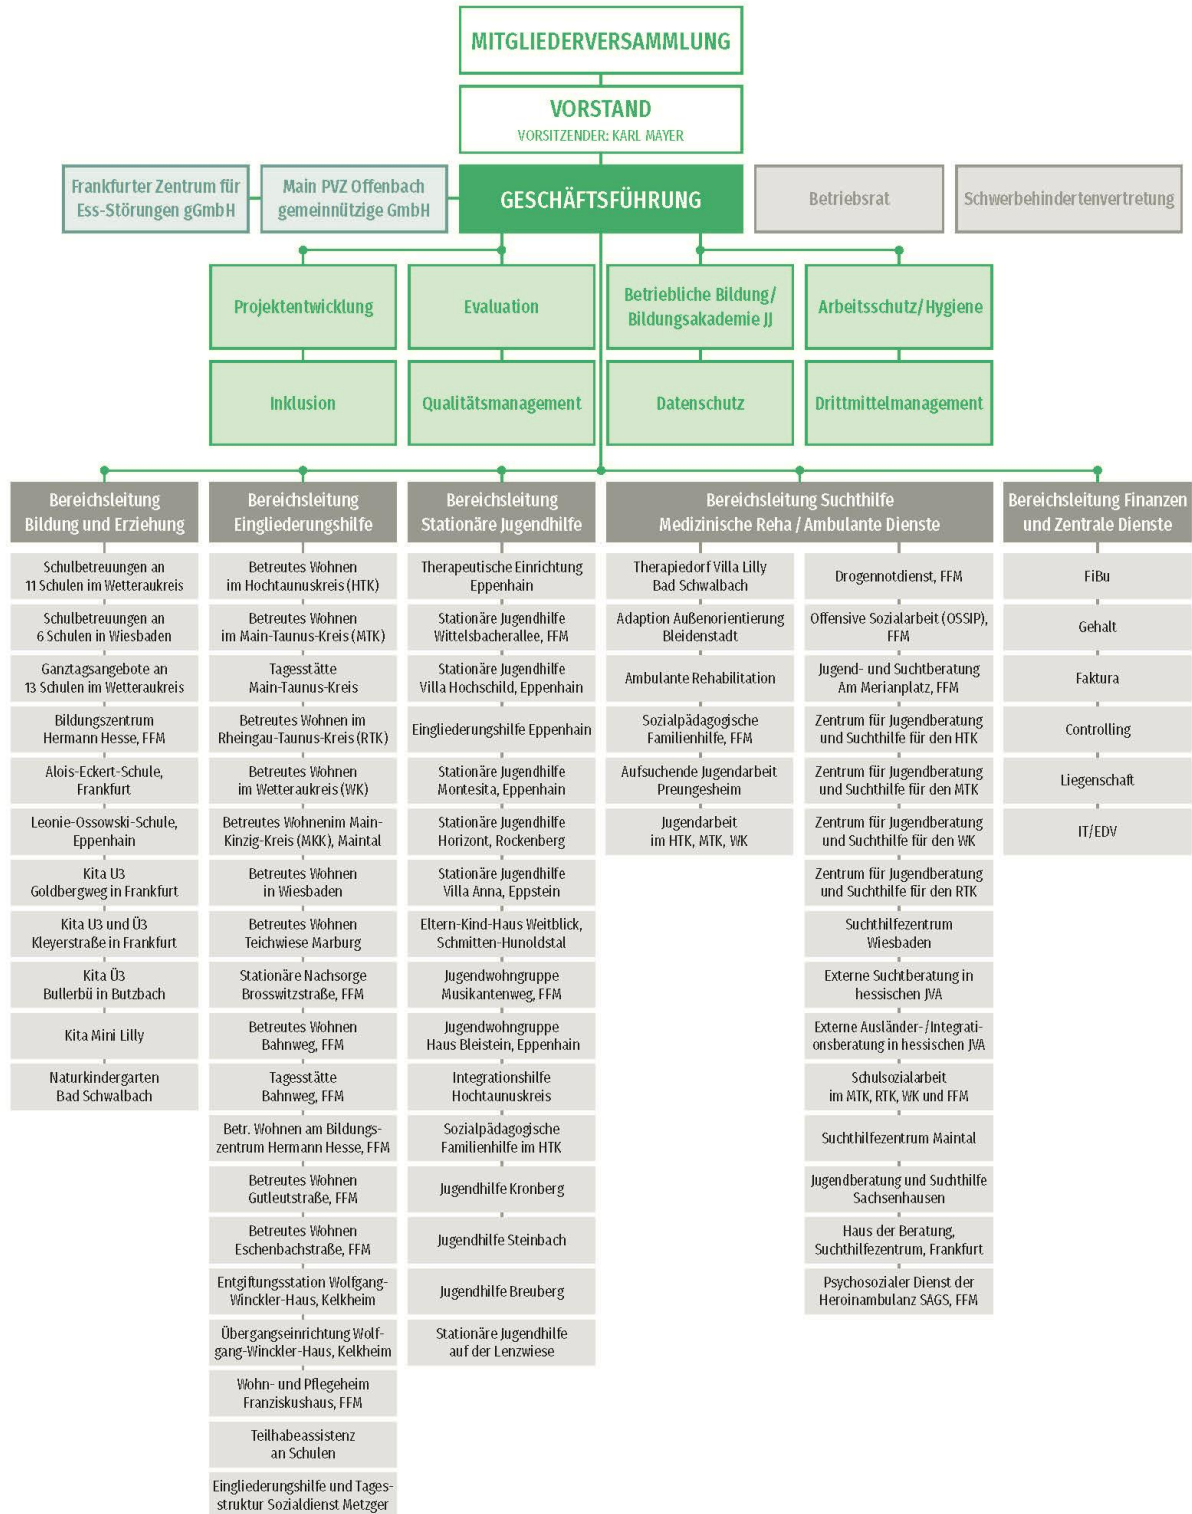 MITGLIEDERVERSAMMLUNG
VORSTAND
VORSITZENDER: KARL MAYER
Frankfurter Zentrum für
Ess-Störungen gGmbH
Main PVZ Offenbach
gemeinnützige GmbH
GESCHÄFTSFÜHRUNG
Betriebsrat
Schwerbehindertenvertretung
Projektentwicklung
Evaluation
Betriebliche Bildung/
Bildungsakademie JJ
Arbeitsschutz/Hygiene
Inklusion
Qualitätsmanagement
Datenschutz
Drittmittelmanagement
Bereichsleitung
Bildung und Erziehung
Schulbetreuungen an
11 Schulen im Wetteraukreis
Schulbetreuungen an
6 Schulen in Wiesbaden
Ganztagsangebote an
13 Schulen im Wetteraukreis
Bildungszentrum
Hermann Hesse, FFM
Alois-Eckert-Schule,
Frankfurt
Leonie-Ossowski-Schule,
Eppenhain
Kita U3
Goldbergweg in Frankfurt
Kita U3 und Ü3
Kleyerstraße in Frankfurt
Kita Ü3
Bullerbü in Butzbach
Kita Mini Lilly
Naturkindergarten
Bad Schwalbach
Bereichsleitung
Eingliederungshilfe
Betreutes Wohnen
im Hochtaunuskreis (HTK)
Betreutes Wohnen
im Main-Taunus-Kreis (MTK)
Tagesstätte
Main-Taunus-Kreis
Betreutes Wohnen im
Rheingau-Taunus-Kreis (RTK)
Betreutes Wohnen
im Wetteraukreis (WK)
Betreutes Wohnenim Main-
Kinzig-Kreis (MKK), Maintal
Betreutes Wohnen
in Wiesbaden
Betreutes Wohnen
Teichwiese Marburg
Stationäre Nachsorge
Brosswitzstraße, FFM
Betreutes Wohnen
Bahnweg, FFM
Tagesstätte
Bahnweg, FFM
Betr. Wohnen am Bildungs-
zentrum Hermann Hesse, FFM
Betreutes Wohnen
Gutleutstraße, FFM
Betreutes Wohnen
Eschenbachstraße, FFM
Entgiftungsstation Wolfgang-
Winckler-Haus, Kelkheim
Übergangseinrichtung Wolf-
gang-Winckler-Haus, Kelkheim
Wohn- und Pflegeheim
Franziskushaus, FFM
Teilhabeassistenz
an Schulen
Eingliederungshilfe und Tages-
struktur Sozialdienst Metzger
Bereichsleitung
Stationäre Jugendhilfe
Therapeutische Einrichtung
Eppenhain
Stationäre Jugendhilfe
Wittelsbacherallee, FFM
Stationäre Jugendhilfe
Villa Hochschild, Eppenhain
Eingliederungshilfe Eppenhain
Stationäre Jugendhilfe
Montesita, Eppenhain
Stationäre Jugendhilfe
Horizont, Rockenberg
Stationäre Jugendhilfe
Villa Anna, Eppstein
Eltern-Kind-Haus Weitblick,
Schmitten-Hunoldstal
Jugendwohngruppe
Musikantenweg, FFM
Jugendwohngruppe
Haus Bleistein, Eppenhain
Integrationshilfe
Hochtaunuskreis
Sozialpädagogische
Familienhilfe im HTK
Jugendhilfe Kronberg
Jugendhilfe Steinbach
Jugendhilfe Breuberg
Stationäre Jugendhilfe
auf der Lenzwiese
Bereichsleitung Suchthilfe
Medizinische Reha / Ambulante Dienste
Therapiedorf Villa Lilly
Bad Schwalbach
Adaption Außenorientierung
Bleidenstadt
Ambulante Rehabilitation
Sozialpädagogische
Familienhilfe, FFM
Aufsuchende Jugendarbeit
Preungesheim
Jugendarbeit
im HTK, MTK, WK
Drogennotdienst, FFM
Offensive Sozialarbeit (OSSIP),
FFM
Jugend- und Suchtberatung
Am Merianplatz, FFM
Zentrum für Jugendberatung
und Suchthilfe für den HTK
Zentrum für Jugendberatung
und Suchthilfe für den MTK
Zentrum für Jugendberatung
und Suchthilfe für den WK
Zentrum für Jugendberatung
und Suchthilfe für den RTK
Suchthilfezentrum
Wiesbaden
Externe Suchtberatung in
hessischen JVA
Externe Ausländer-/Integrati-
onsberatung in hessischen JVA
Schulsozialarbeit
im MTK, RTK, WK und FFM
Suchthilfezentrum Maintal
Jugendberatung und Suchthilfe
Sachsenhausen
Haus der Beratung,
Suchthilfezentrum, Frankfurt
Psychosozialer Dienst der
Heroinambulanz SAGS, FFM
Bereichsleitung Finanzen
und Zentrale Dienste
FiBu
Gehalt
Faktura
Controlling
Liegenschaft
IT/EDV